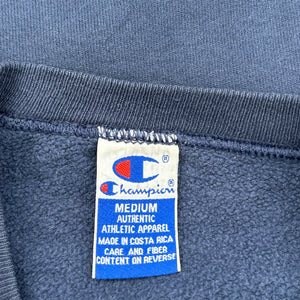 ®
Champion®
MEDIUM
AUTHENTIC
ATHLETIC APPAREL
MADE IN COSTA RICA
CARE AND FIBER
CONTENT ON REVERSE